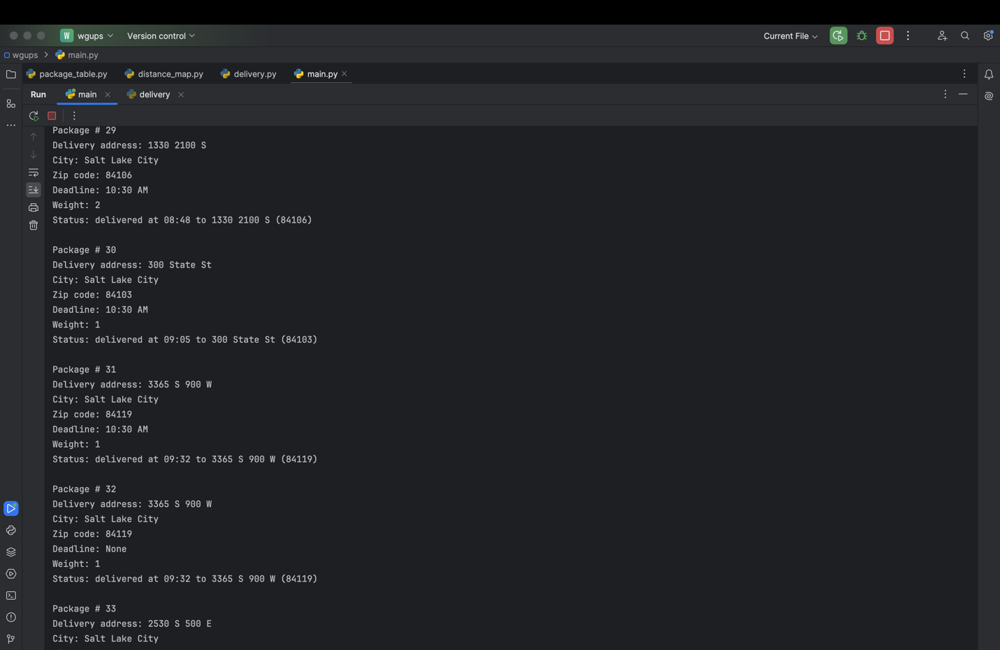 W wgups Version control Current File
wgups main.py
package_table.py distance_map.py delivery.py main.py
Run main delivery
Package # 29
Delivery address: 1330 2100 S
City: Salt Lake City
Zip code: 84106
Deadline: 10:30 AM
Weight: 2
Status: delivered at 08:48 to 1330 2100 S (84106)
Package # 30
Delivery address: 300 State St
City: Salt Lake City
Zip code: 84103
Deadline: 10:30 AM
Weight: 1
Status: delivered at 09:05 to 300 State St (84103)
Package # 31
Delivery address: 3365 S 900 W
City: Salt Lake City
Zip code: 84119
Deadline: 10:30 AM
Weight: 1
Status: delivered at 09:32 to 3365 S 900 W (84119)
Package # 32
Delivery address: 3365 S 900 W
City: Salt Lake City
Zip code: 84119
Deadline: None
Weight: 1
Status: delivered at 09:32 to 3365 S 900 W (84119)
Package # 33
Delivery address: 2530 S 500 E
City: Salt Lake City